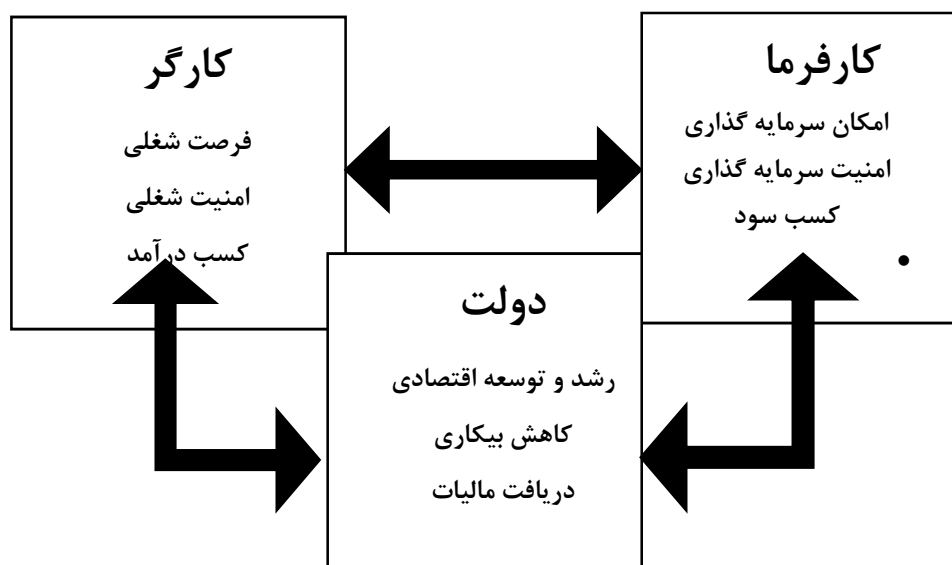 کارفرما
امکان سرمایه گذاری
امنیت سرمایه گذاری
کسب سود
•
کارگر
فرصت شغلی
امنیت شغلی
کسب درآمد
دولت
رشد و توسعه اقتصادی
کاهش بیکاری
دریافت مالیات